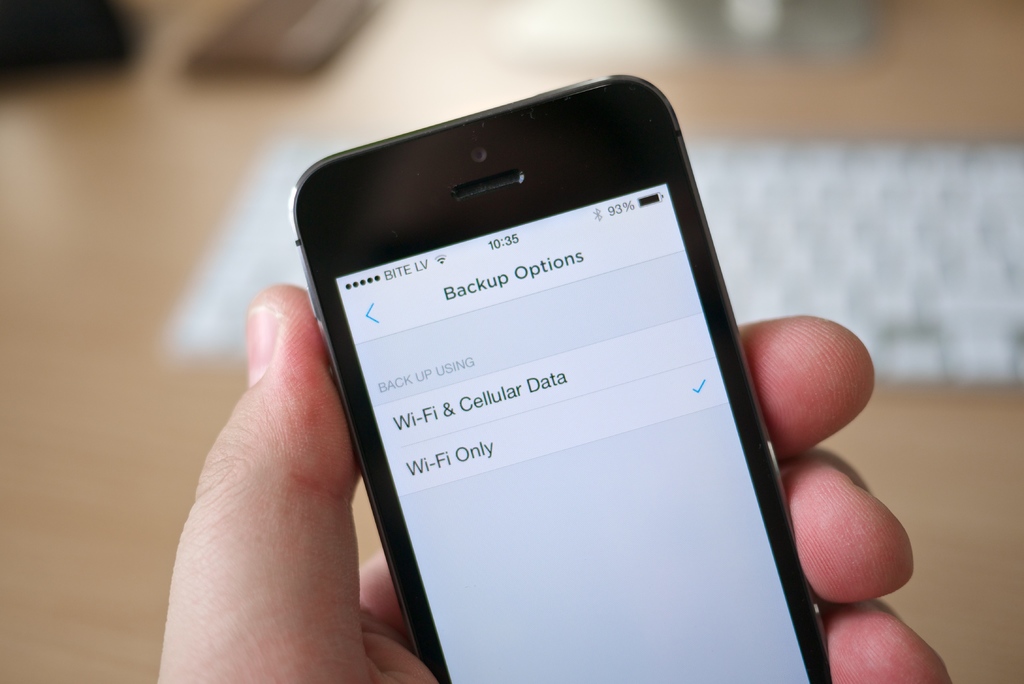 BITE LV 10:35 93%
Backup Options
BACK UP USING
Wi-Fi & Cellular Data
Wi-Fi Only